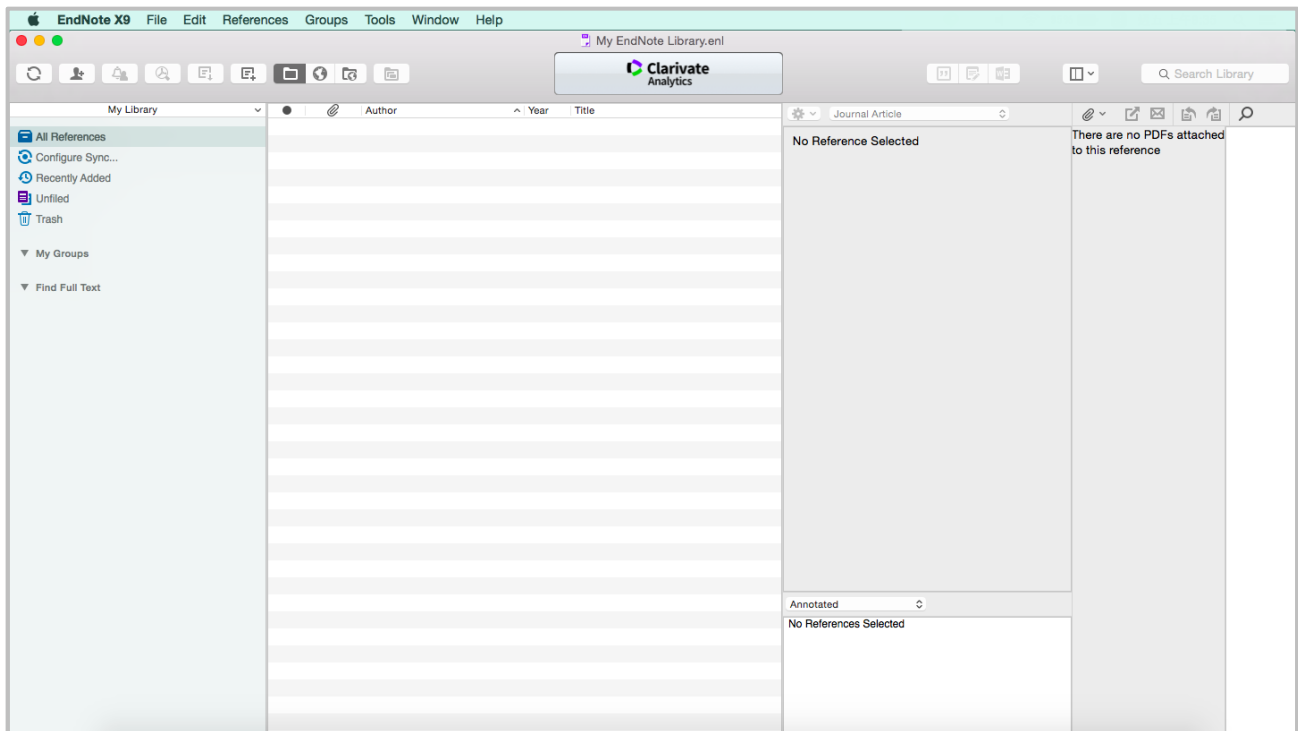 EndNote X9 File Edit References Groups Tools Window Help
My EndNote Library.enl
Clarivate
Analytics
Search Library
My Library
Author Year Title
Journal Article
All References
Configure Sync...
Recently Added
Unfiled
Trash
My Groups
Find Full Text
No Reference Selected
There are no PDFs attached
to this reference
Annotated
No References Selected